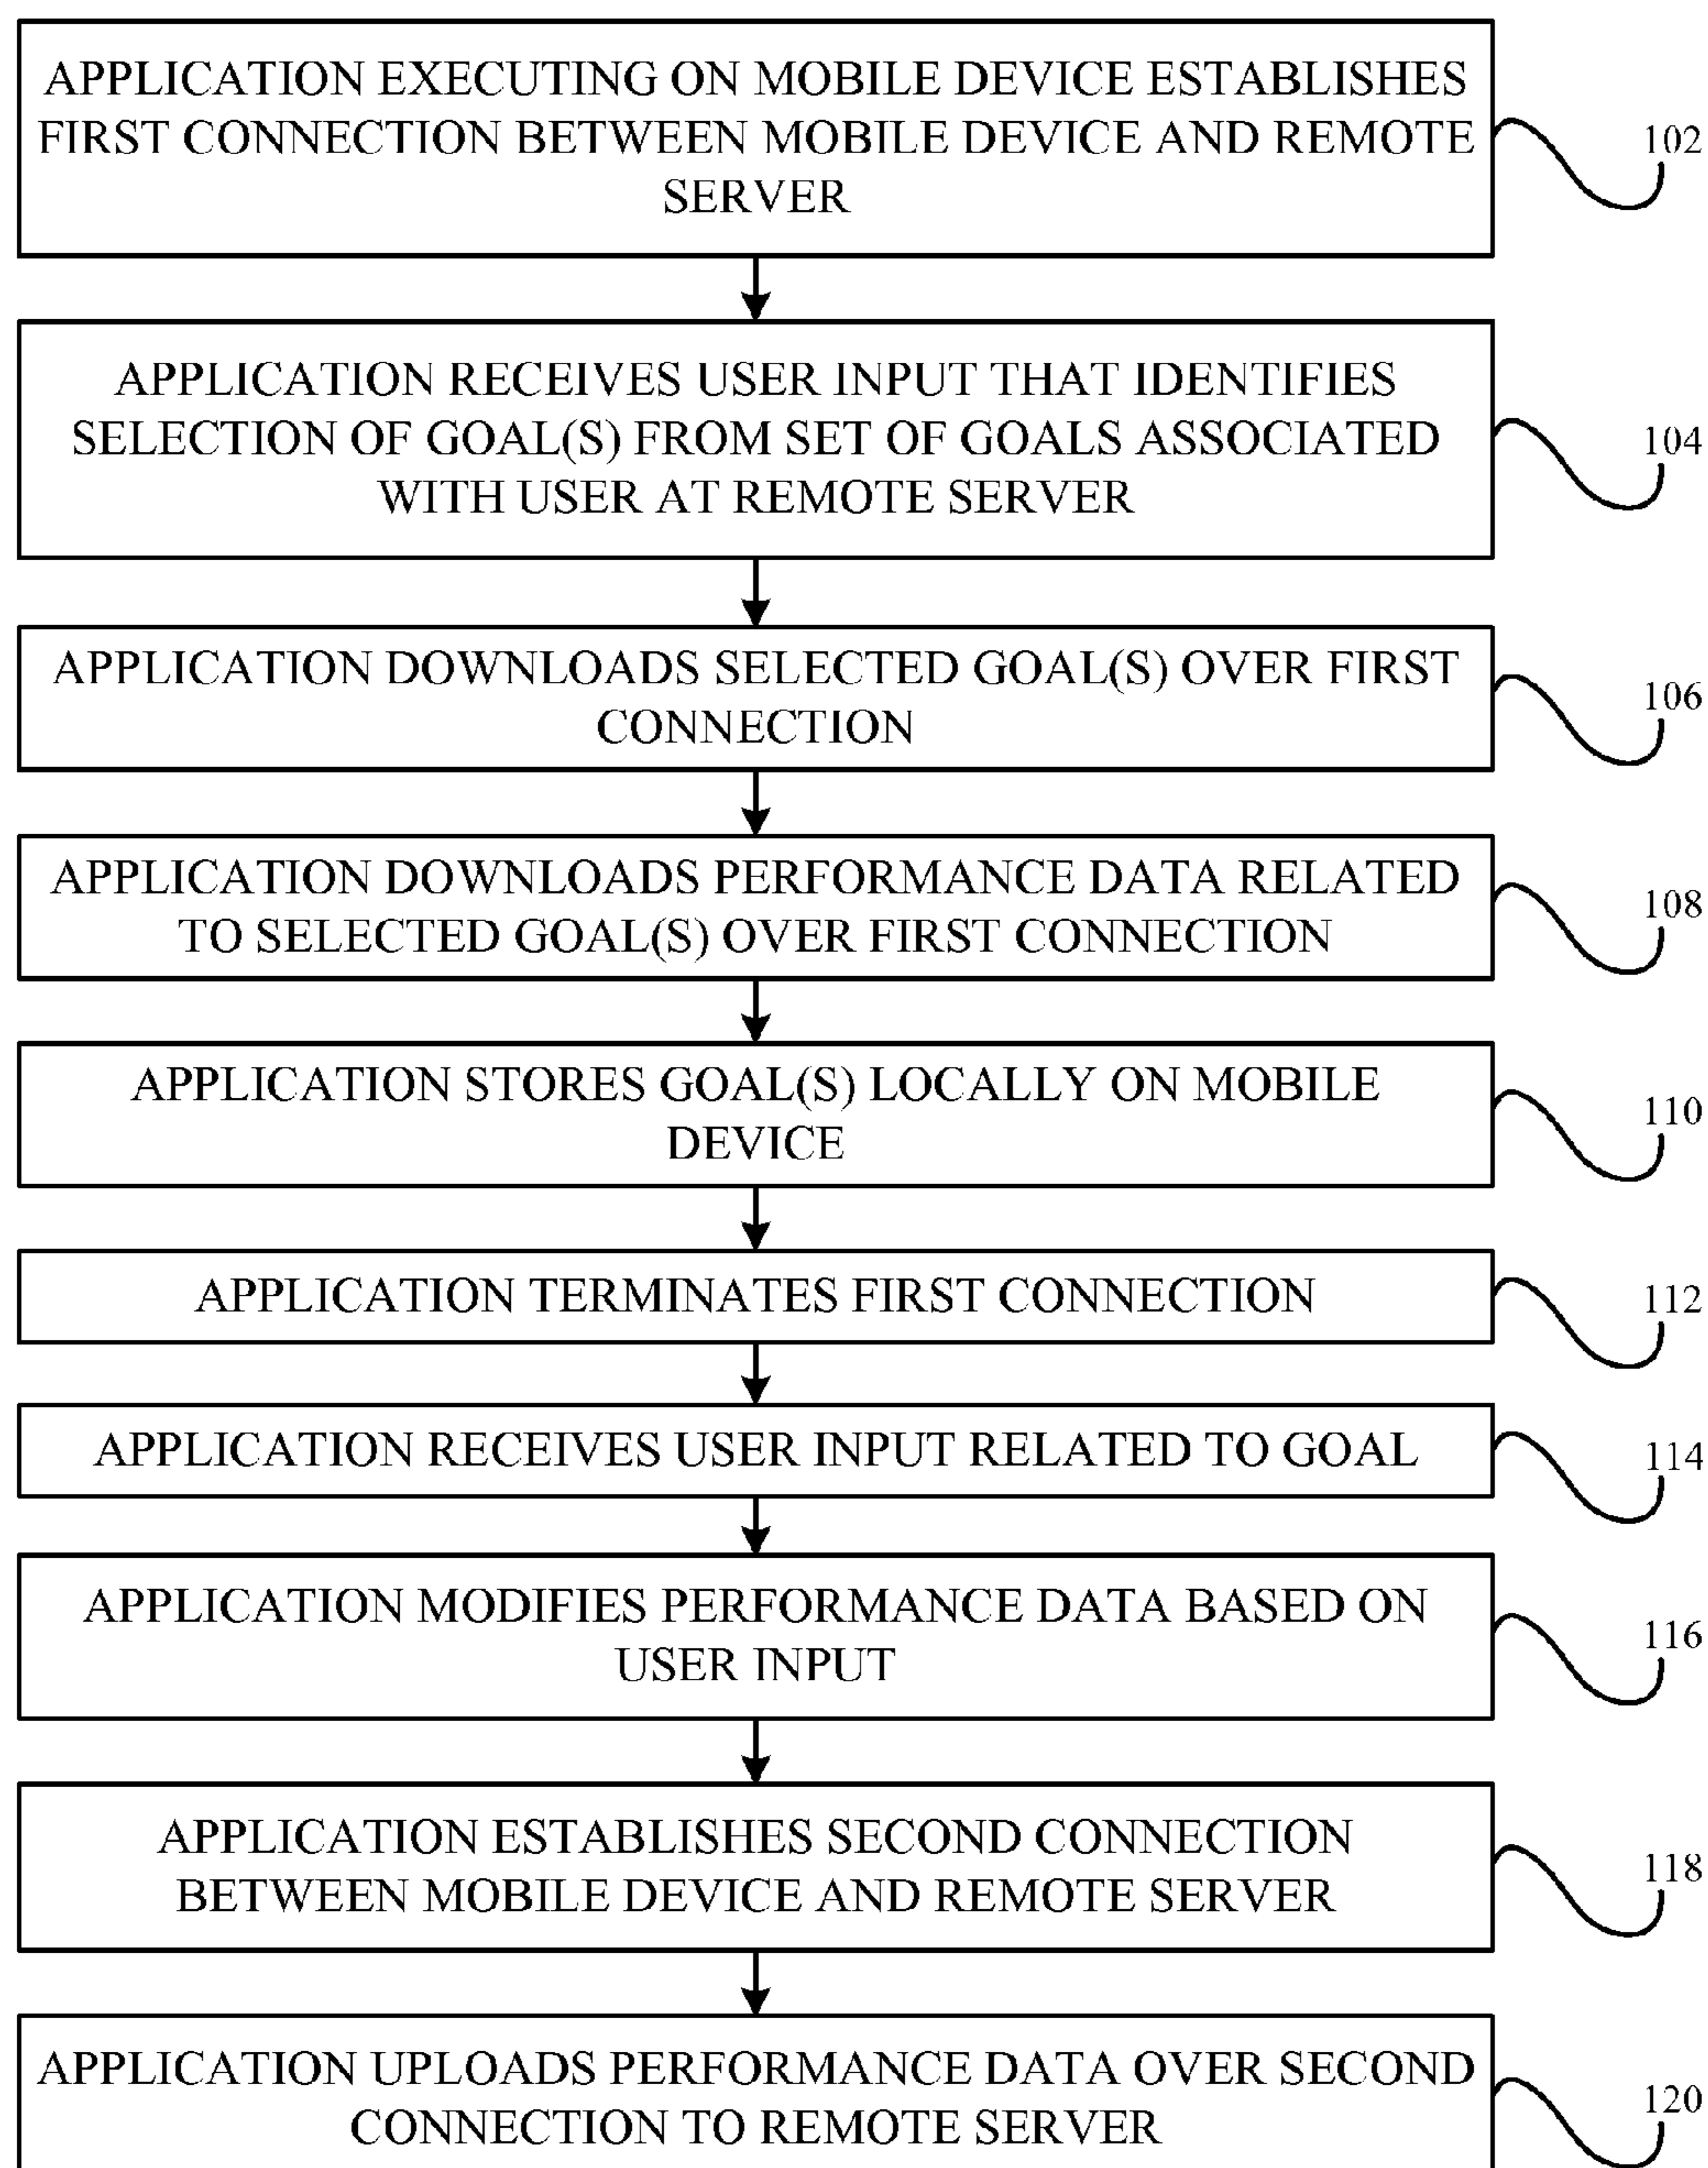 APPLICATION EXECUTING ON MOBILE DEVICE ESTABLISHES
FIRST CONNECTION BETWEEN MOBILE DEVICE AND REMOTE
SERVER
102
APPLICATION RECEIVES USER INPUT THAT IDENTIFIES
SELECTION OF GOAL(S) FROM SET OF GOALS ASSOCIATED
WITH USER AT REMOTE SERVER
104
APPLICATION DOWNLOADS SELECTED GOAL(S) OVER FIRST
CONNECTION
106
APPLICATION DOWNLOADS PERFORMANCE DATA RELATED
TO SELECTED GOAL(S) OVER FIRST CONNECTION
108
APPLICATION STORES GOAL(S) LOCALLY ON MOBILE
DEVICE
110
APPLICATION TERMINATES FIRST CONNECTION
112
APPLICATION RECEIVES USER INPUT RELATED TO GOAL
114
APPLICATION MODIFIES PERFORMANCE DATA BASED ON
USER INPUT
116
APPLICATION ESTABLISHES SECOND CONNECTION
BETWEEN MOBILE DEVICE AND REMOTE SERVER
118
APPLICATION UPLOADS PERFORMANCE DATA OVER SECOND
CONNECTION TO REMOTE SERVER
120